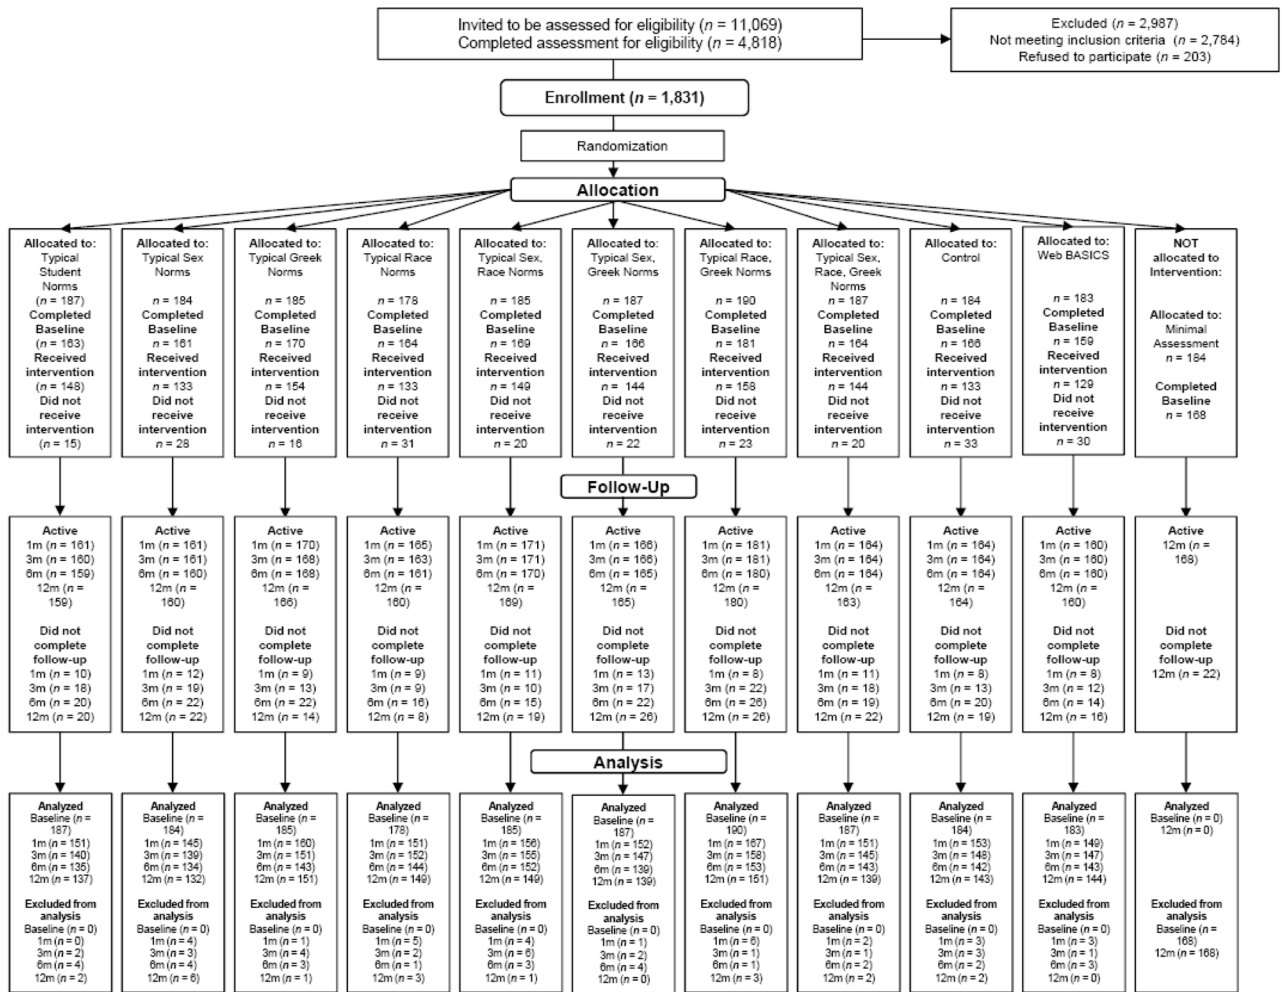 Invited to be assessed for eligibility (n = 11,069)
Completed assessment for eligibility (n = 4,818)
Excluded (n = 2,987)
Not meeting inclusion criteria (n = 2,784)
Refused to participate (n = 203)
Enrollment (n = 1,831)
Randomization
Allocation
Allocated to:
Typical
Student
Norms
(n = 187)
Completed
Baseline
(n = 163)
Received
intervention
(n = 148)
Did not
receive
intervention
(n = 15)
Allocated to:
Typical Sex
Norms
n = 184
Completed
Baseline
n = 161
Received
intervention
n = 133
Did not
receive
intervention
n = 28
Allocated to:
Typical Greek
Norms
n = 185
Completed
Baseline
n = 170
Received
intervention
n = 154
Did not
receive
intervention
n = 16
Allocated to:
Typical Race
Norms
n = 178
Completed
Baseline
n = 164
Received
intervention
n = 133
Did not
receive
intervention
n = 31
Allocated to:
Typical Sex,
Race Norms
n = 185
Completed
Baseline
n = 169
Received
intervention
n = 149
Did not
receive
intervention
n = 20
Allocated to:
Typical Sex,
Greek Norms
n = 187
Completed
Baseline
n = 166
Received
intervention
n = 144
Did not
receive
intervention
n = 22
Allocated to:
Typical Race,
Greek Norms
n = 190
Completed
Baseline
n = 181
Received
intervention
n = 158
Did not
receive
intervention
n = 23
Allocated to:
Typical Sex,
Race, Greek
Norms
n = 187
Completed
Baseline
n = 164
Received
intervention
n = 144
Did not
receive
intervention
n = 20
Allocated to:
Control
n = 184
Completed
Baseline
n = 166
Received
intervention
n = 133
Did not
receive
intervention
n = 33
Allocated to:
Web BASICS
n = 183
Completed
Baseline
n = 159
Received
intervention
n = 129
Did not
receive
intervention
n = 30
NOT
allocated to
Intervention:
Allocated to:
Minimal
Assessment
n = 184
Completed
Baseline
n = 168
Follow-Up
Active
1m (n = 161)
3m (n = 160)
6m (n = 159)
12m (n =
159)
Did not
complete
follow-up
1m (n = 10)
3m (n = 18)
6m (n = 20)
12m (n = 20)
Active
1m (n = 161)
3m (n = 161)
6m (n = 160)
12m (n =
160)
Did not
complete
follow-up
1m (n = 12)
3m (n = 19)
6m (n = 22)
12m (n = 22)
Active
1m (n = 170)
3m (n = 168)
6m (n = 168)
12m (n =
166)
Did not
complete
follow-up
1m (n = 9)
3m (n = 13)
6m (n = 22)
12m (n = 14)
Active
1m (n = 165)
3m (n = 163)
6m (n = 161)
12m (n =
160)
Did not
complete
follow-up
1m (n = 9)
3m (n = 9)
6m (n = 16)
12m (n = 8)
Active
1m (n = 171)
3m (n = 171)
6m (n = 170)
12m (n =
169)
Did not
complete
follow-up
1m (n = 11)
3m (n = 10)
6m (n = 15)
12m (n = 19)
Active
1m (n = 166)
3m (n = 166)
6m (n = 165)
12m (n =
165)
Did not
complete
follow-up
1m (n = 13)
3m (n = 17)
6m (n = 22)
12m (n = 26)
Active
1m (n = 181)
3m (n = 181)
6m (n = 180)
12m (n =
180)
Did not
complete
follow-up
1m (n = 8)
3m (n = 22)
6m (n = 26)
12m (n = 26)
Active
1m (n = 164)
3m (n = 164)
6m (n = 164)
12m (n =
163)
Did not
complete
follow-up
1m (n = 11)
3m (n = 18)
6m (n = 19)
12m (n = 22)
Active
1m (n = 164)
3m (n = 164)
6m (n = 164)
12m (n =
164)
Did not
complete
follow-up
1m (n = 8)
3m (n = 13)
6m (n = 20)
12m (n = 19)
Active
1m (n = 160)
3m (n = 160)
6m (n = 160)
12m (n =
160)
Did not
complete
follow-up
1m (n = 8)
3m (n = 12)
6m (n = 14)
12m (n = 16)
Active
12m (n =
168)
Did not
complete
follow-up
12m (n = 22)
Analysis
Analyzed
Baseline (n =
187)
1m (n = 151)
3m (n = 140)
6m (n = 135)
12m (n = 137)
Excluded from
analysis
Baseline (n = 0)
1m (n = 0)
3m (n = 2)
6m (n = 4)
12m (n = 2)
Analyzed
Baseline (n =
184)
1m (n = 145)
3m (n = 139)
6m (n = 134)
12m (n = 132)
Excluded from
analysis
Baseline (n = 0)
1m (n = 4)
3m (n = 3)
6m (n = 4)
12m (n = 6)
Analyzed
Baseline (n =
185)
1m (n = 160)
3m (n = 151)
6m (n = 143)
12m (n = 151)
Excluded from
analysis
Baseline (n = 0)
1m (n = 1)
3m (n = 4)
6m (n = 3)
12m (n = 1)
Analyzed
Baseline (n =
178)
1m (n = 151)
3m (n = 152)
6m (n = 144)
12m (n = 149)
Excluded from
analysis
Baseline (n = 0)
1m (n = 5)
3m (n = 2)
6m (n = 1)
12m (n = 3)
Analyzed
Baseline (n =
185)
1m (n = 156)
3m (n = 155)
6m (n = 152)
12m (n = 149)
Excluded from
analysis
Baseline (n = 0)
1m (n = 4)
3m (n = 6)
6m (n = 3)
12m (n = 1)
Analyzed
Baseline (n =
187)
1m (n = 152)
3m (n = 147)
6m (n = 139)
12m (n = 139)
Excluded from
analysis
Baseline (n = 0)
1m (n = 1)
3m (n = 2)
6m (n = 4)
12m (n = 0)
Analyzed
Baseline (n =
190)
1m (n = 167)
3m (n = 158)
6m (n = 153)
12m (n = 151)
Excluded from
analysis
Baseline (n = 0)
1m (n = 6)
3m (n = 1)
6m (n = 1)
12m (n = 3)
Analyzed
Baseline (n =
187)
1m (n = 151)
3m (n = 145)
6m (n = 143)
12m (n = 139)
Excluded from
analysis
Baseline (n = 0)
1m (n = 2)
3m (n = 1)
6m (n = 2)
12m (n = 2)
Analyzed
Baseline (n =
184)
1m (n = 153)
3m (n = 148)
6m (n = 142)
12m (n = 143)
Excluded from
analysis
Baseline (n = 0)
1m (n = 3)
3m (n = 3)
6m (n = 2)
12m (n = 2)
Analyzed
Baseline (n =
183)
1m (n = 149)
3m (n = 147)
6m (n = 143)
12m (n = 144)
Excluded from
analysis
Baseline (n = 0)
1m (n = 3)
3m (n = 1)
6m (n = 3)
12m (n = 0)
Analyzed
Baseline (n = 0)
12m (n = 0)
Excluded from
analysis
Baseline (n =
168)
12m (n = 168)